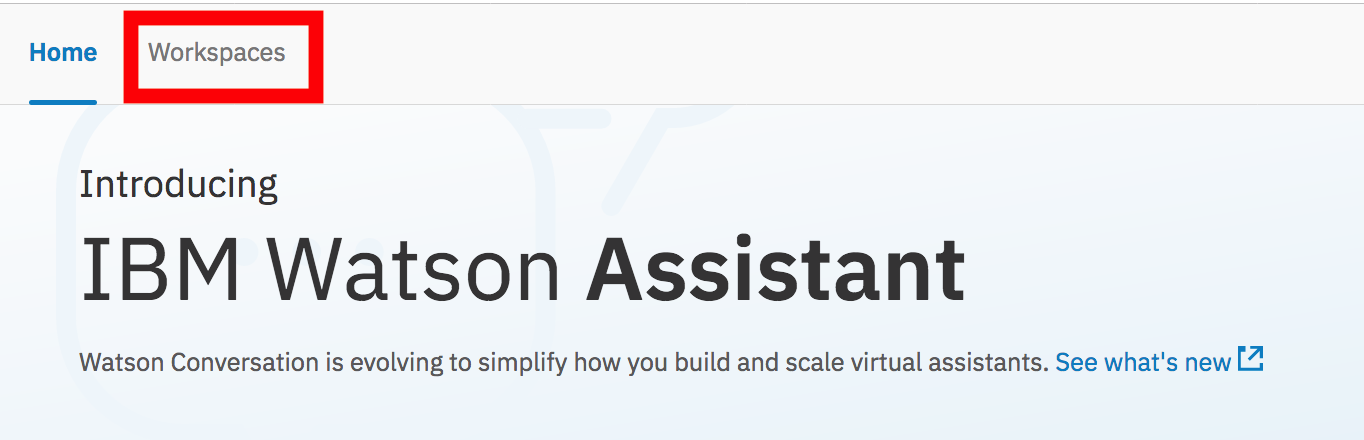 Home Workspaces
Introducing
IBM Watson Assistant
Watson Conversation is evolving to simplify how you build and scale virtual assistants. See what's new